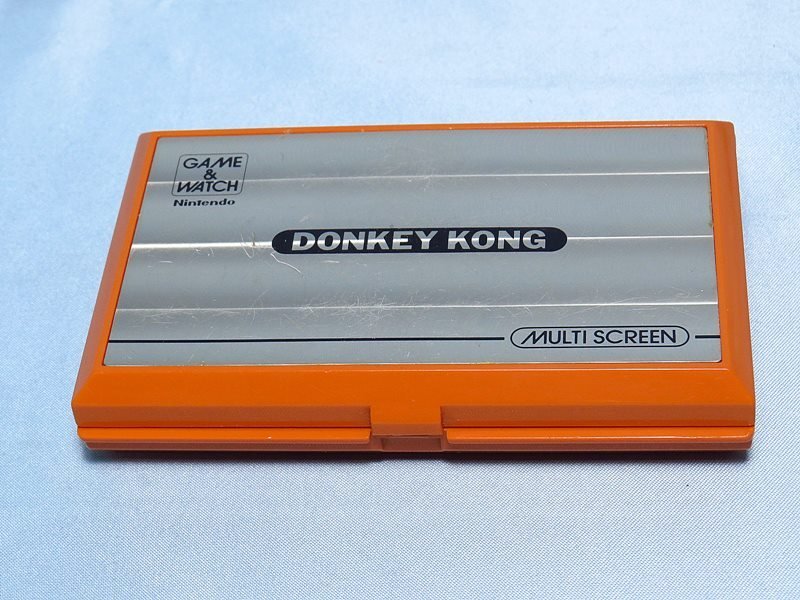 GAME
&
WATCH
Nintendo
DONKEY KONG
MULTI SCREEN